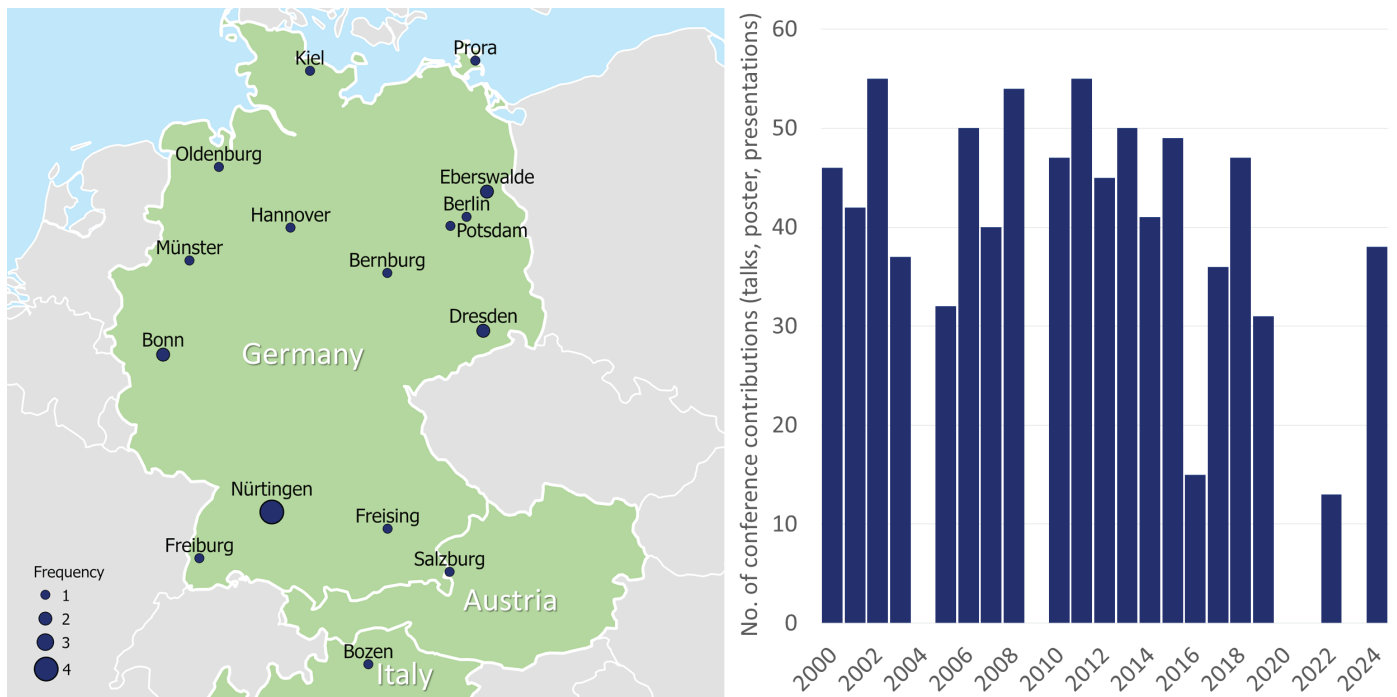 Kiel
Prora
Oldenburg
Eberswalde
Berlin
Hannover
Potsdam
Münster
Bernburg
Dresden
Bonn
Germany
Nürtingen
Freising
Freiburg
Salzburg
Austria
Bozen
Italy
Frequency
1
2
3
4
No. of conference contributions (talks, poster, presentations)
60
50
40
30
20
10
0
2000
2002
2004
2006
2008
2010
2012
2014
2016
2018
2020
2022
2024